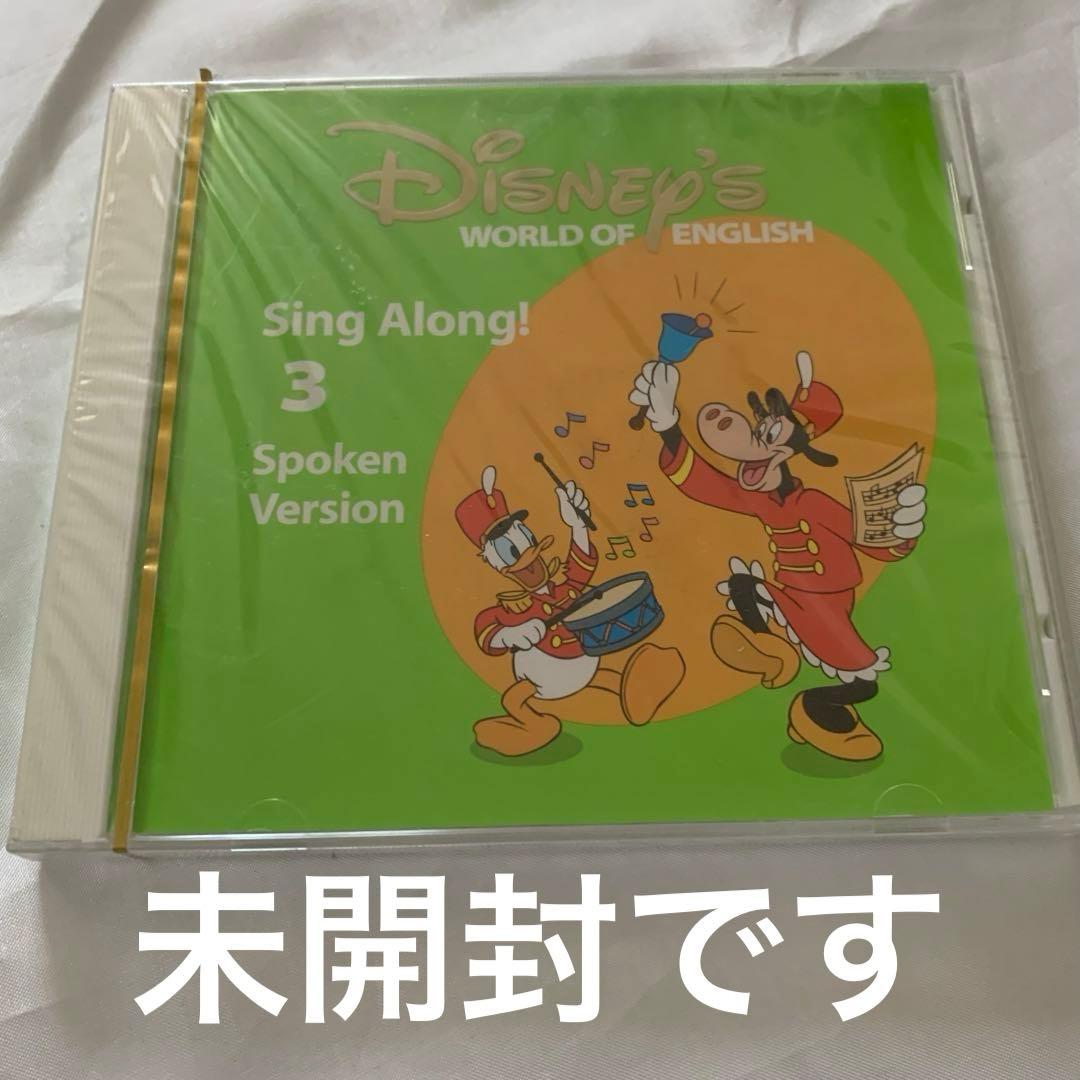 Disney's
WORLD OF ENGLISH
Sing Along!
3
Spoken
Version
未開封です